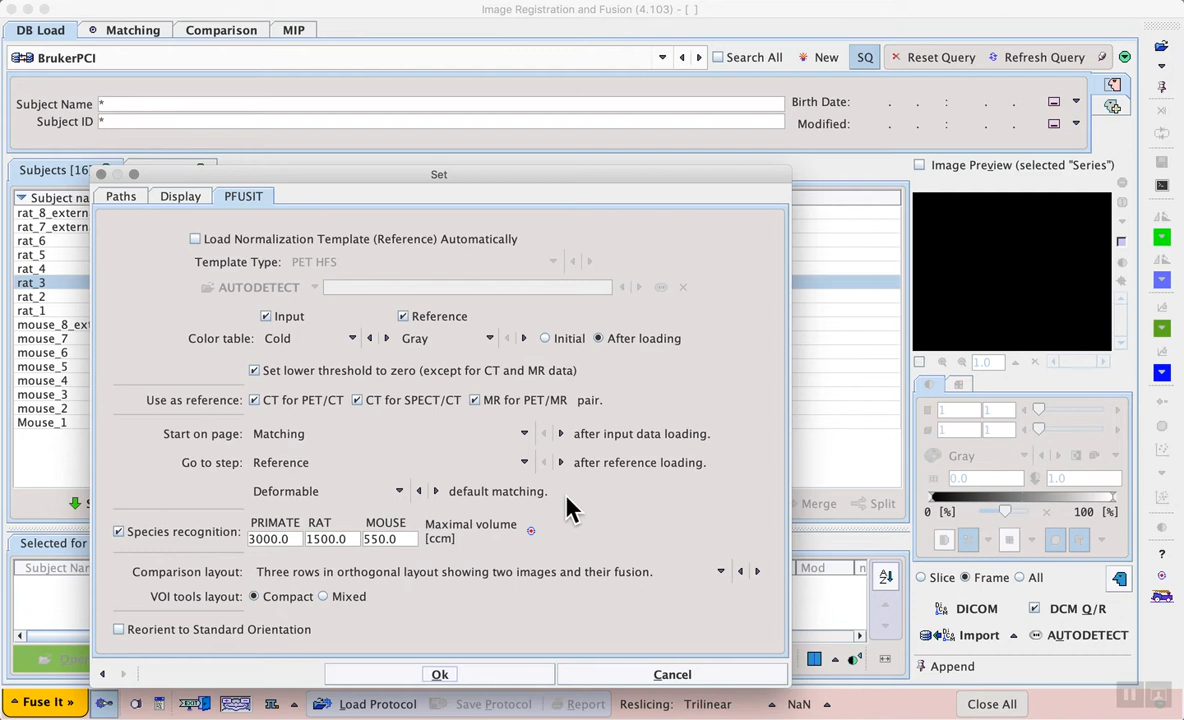 Image Registration and Fusion (4.103) - [ ]
DB Load Matching Comparison MIP
BrukerPCI Search All New SQ Reset Query Refresh Query
Subject Name * Birth Date: . . : . .
Subject ID * Modified: . . : . .
Subjects [16] Image Preview (selected "Series")
Set
Paths Display PFUSIT
Subject na
rat_8_extern
rat_7_extern
rat_6
rat_5
rat_4
rat_3
rat_2
rat_1
mouse_8_ext
mouse_7
mouse_6
mouse_5
mouse_4
mouse_3
mouse_2
Mouse_1
Load Normalization Template (Reference) Automatically
Template Type: PET HFS
AUTODETECT
Input Reference
Color table: Cold Gray Initial After loading
Set lower threshold to zero (except for CT and MR data)
Use as reference: CT for PET/CT CT for SPECT/CT MR for PET/MR pair.
Start on page: Matching after input data loading.
Go to step: Reference after reference loading.
Deformable default matching.
Species recognition: PRIMATE RAT MOUSE Maximal volume
3000.0 1500.0 550.0 [ccm]
Comparison layout: Three rows in orthogonal layout showing two images and their fusion.
VOI tools layout: Compact Mixed
Reorient to Standard Orientation
Ok Cancel
1.0
1 1
1 1
Gray
0.0 1.0
0 [%] 100 [%]
Merge Split
Selected for
Subject Nam Mod n
A Z
Slice Frame All
DICOM DCM Q/R
Import AUTODETECT
Append
Fuse It » Load Protocol Save Protocol Report Reslicing: Trilinear NaN Close All
?